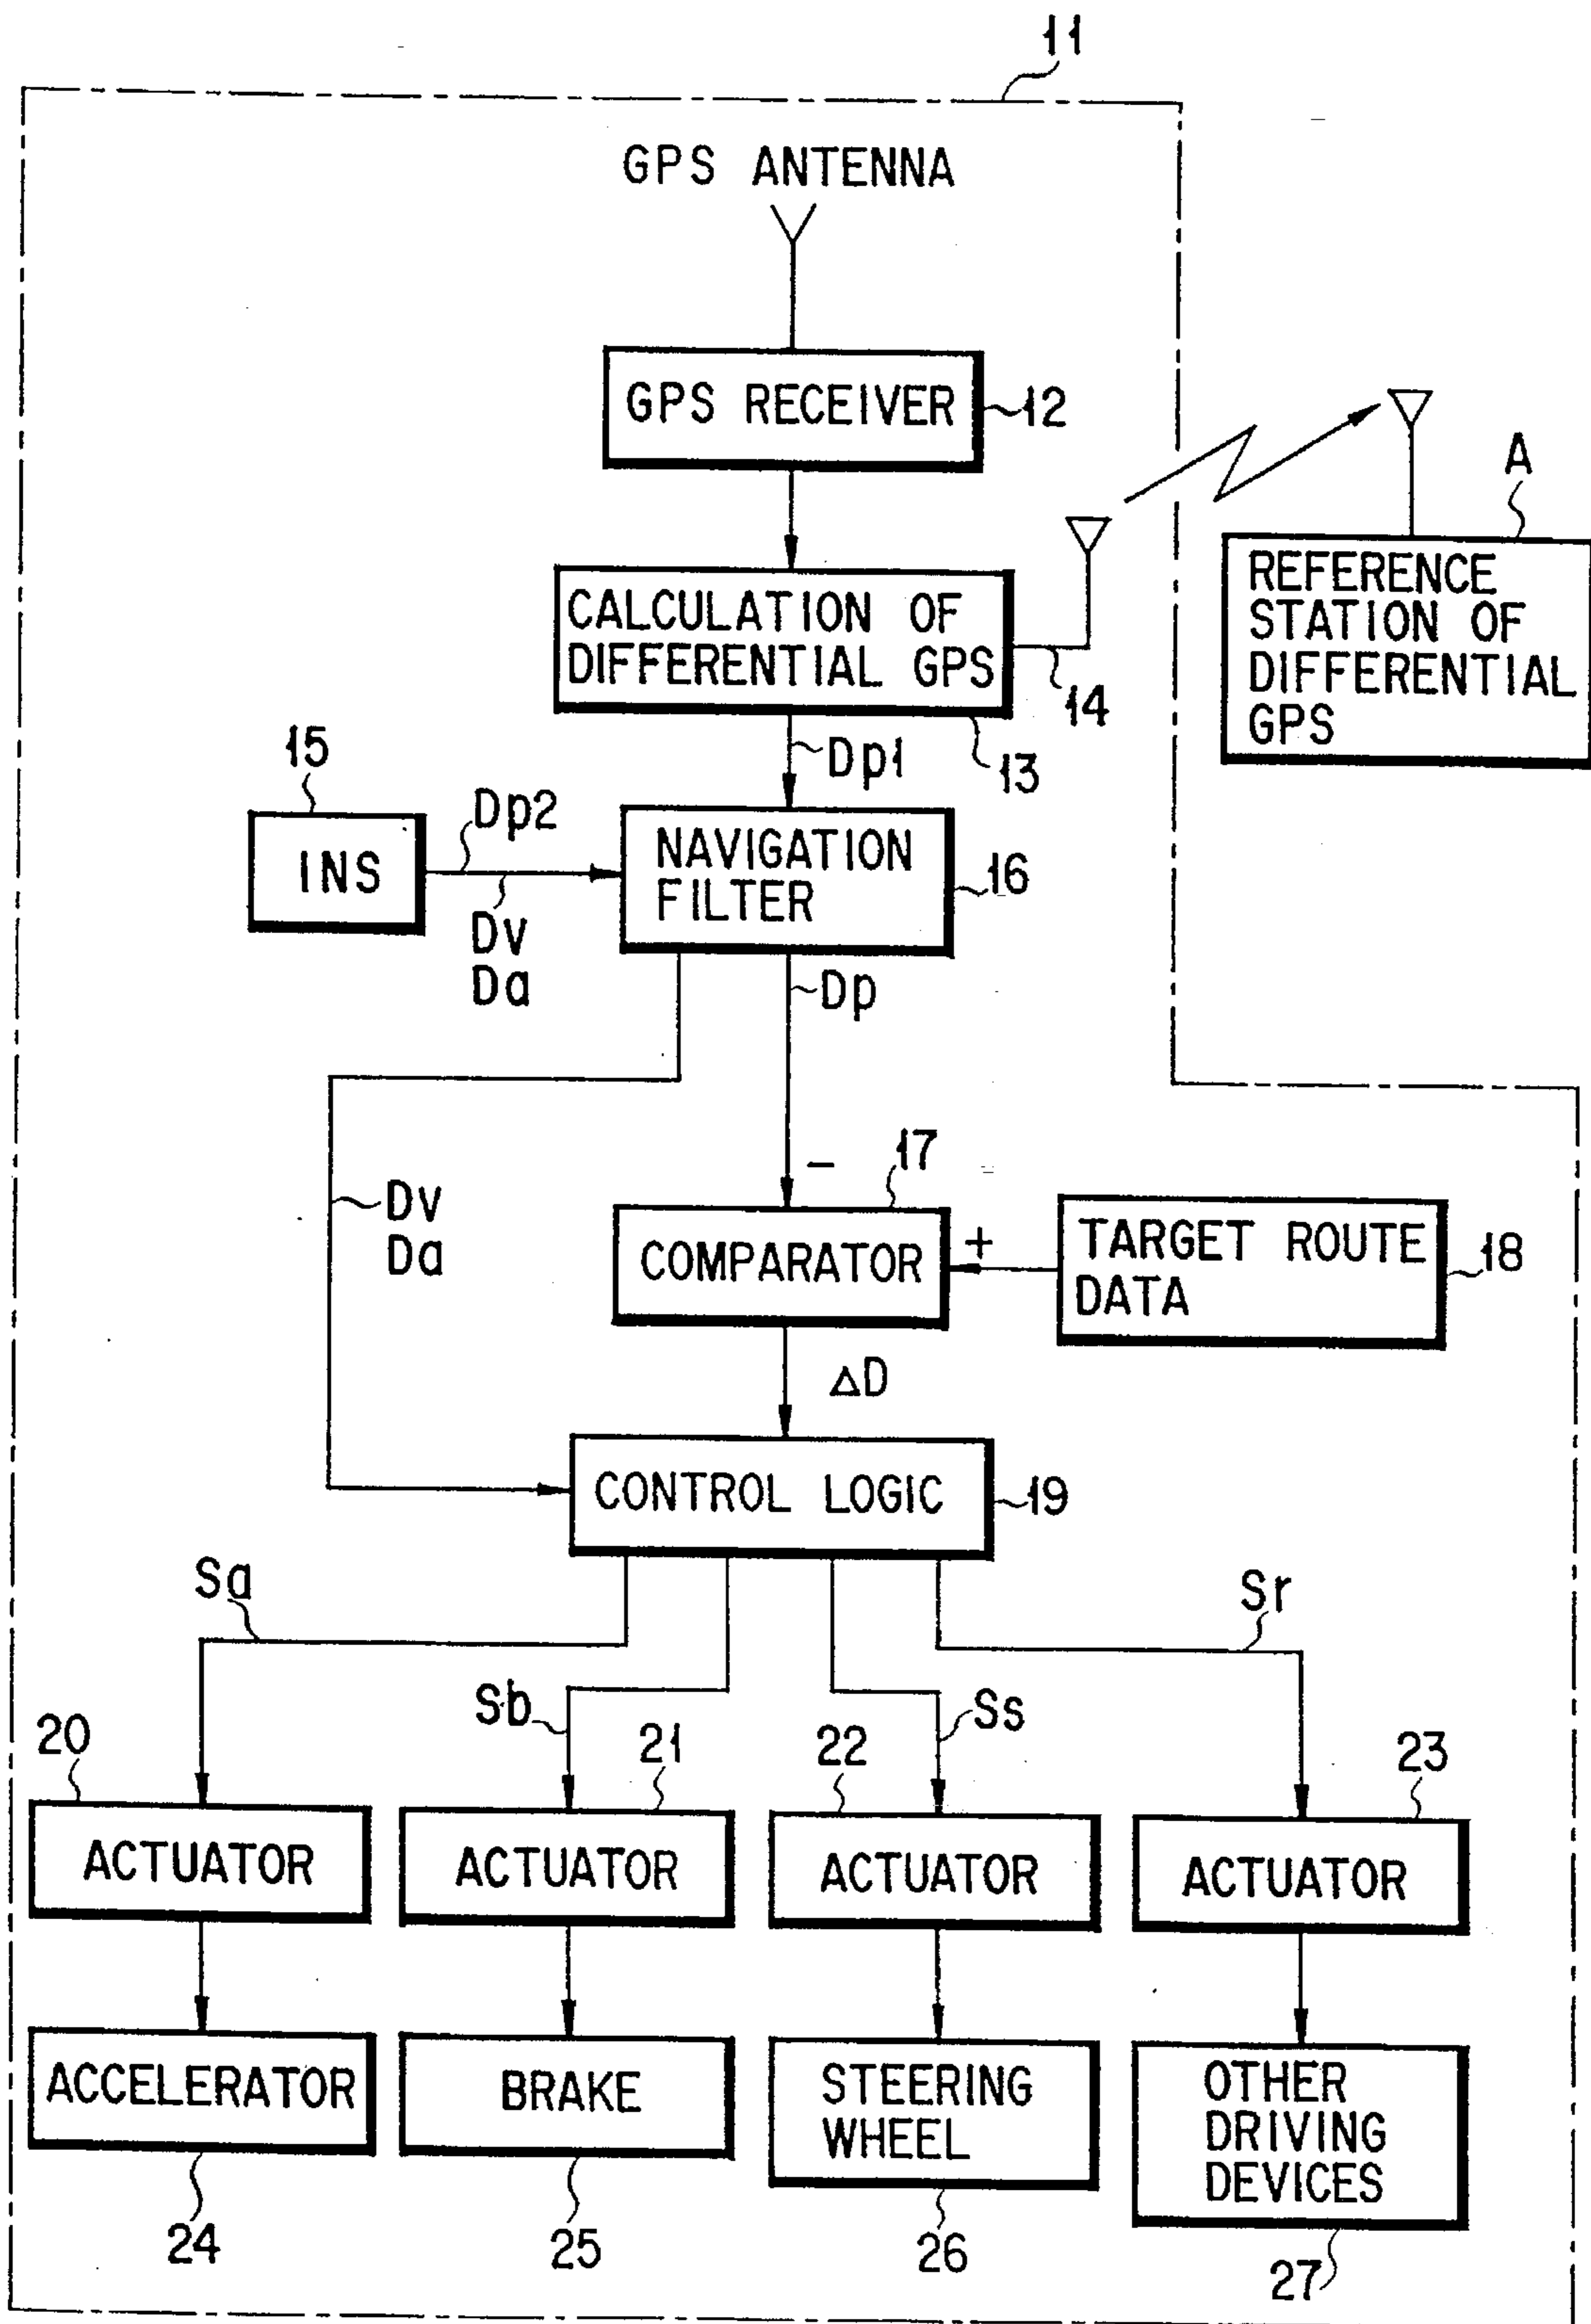 11
GPS ANTENNA
GPS RECEIVER
12
A
REFERENCE
STATION OF
DIFFERENTIAL
GPS
CALCULATION OF
DIFFERENTIAL GPS
14
13
Dp1
15
INS
Dp2
Dv
Da
NAVIGATION
FILTER
16
Dp
Dv
Da
-
17
COMPARATOR
+
TARGET ROUTE
DATA
18
ΔD
CONTROL LOGIC
19
Sa
Sb
Ss
Sr
20
21
22
23
ACTUATOR
ACTUATOR
ACTUATOR
ACTUATOR
ACCELERATOR
BRAKE
STEERING
WHEEL
OTHER
DRIVING
DEVICES
24
25
26
27